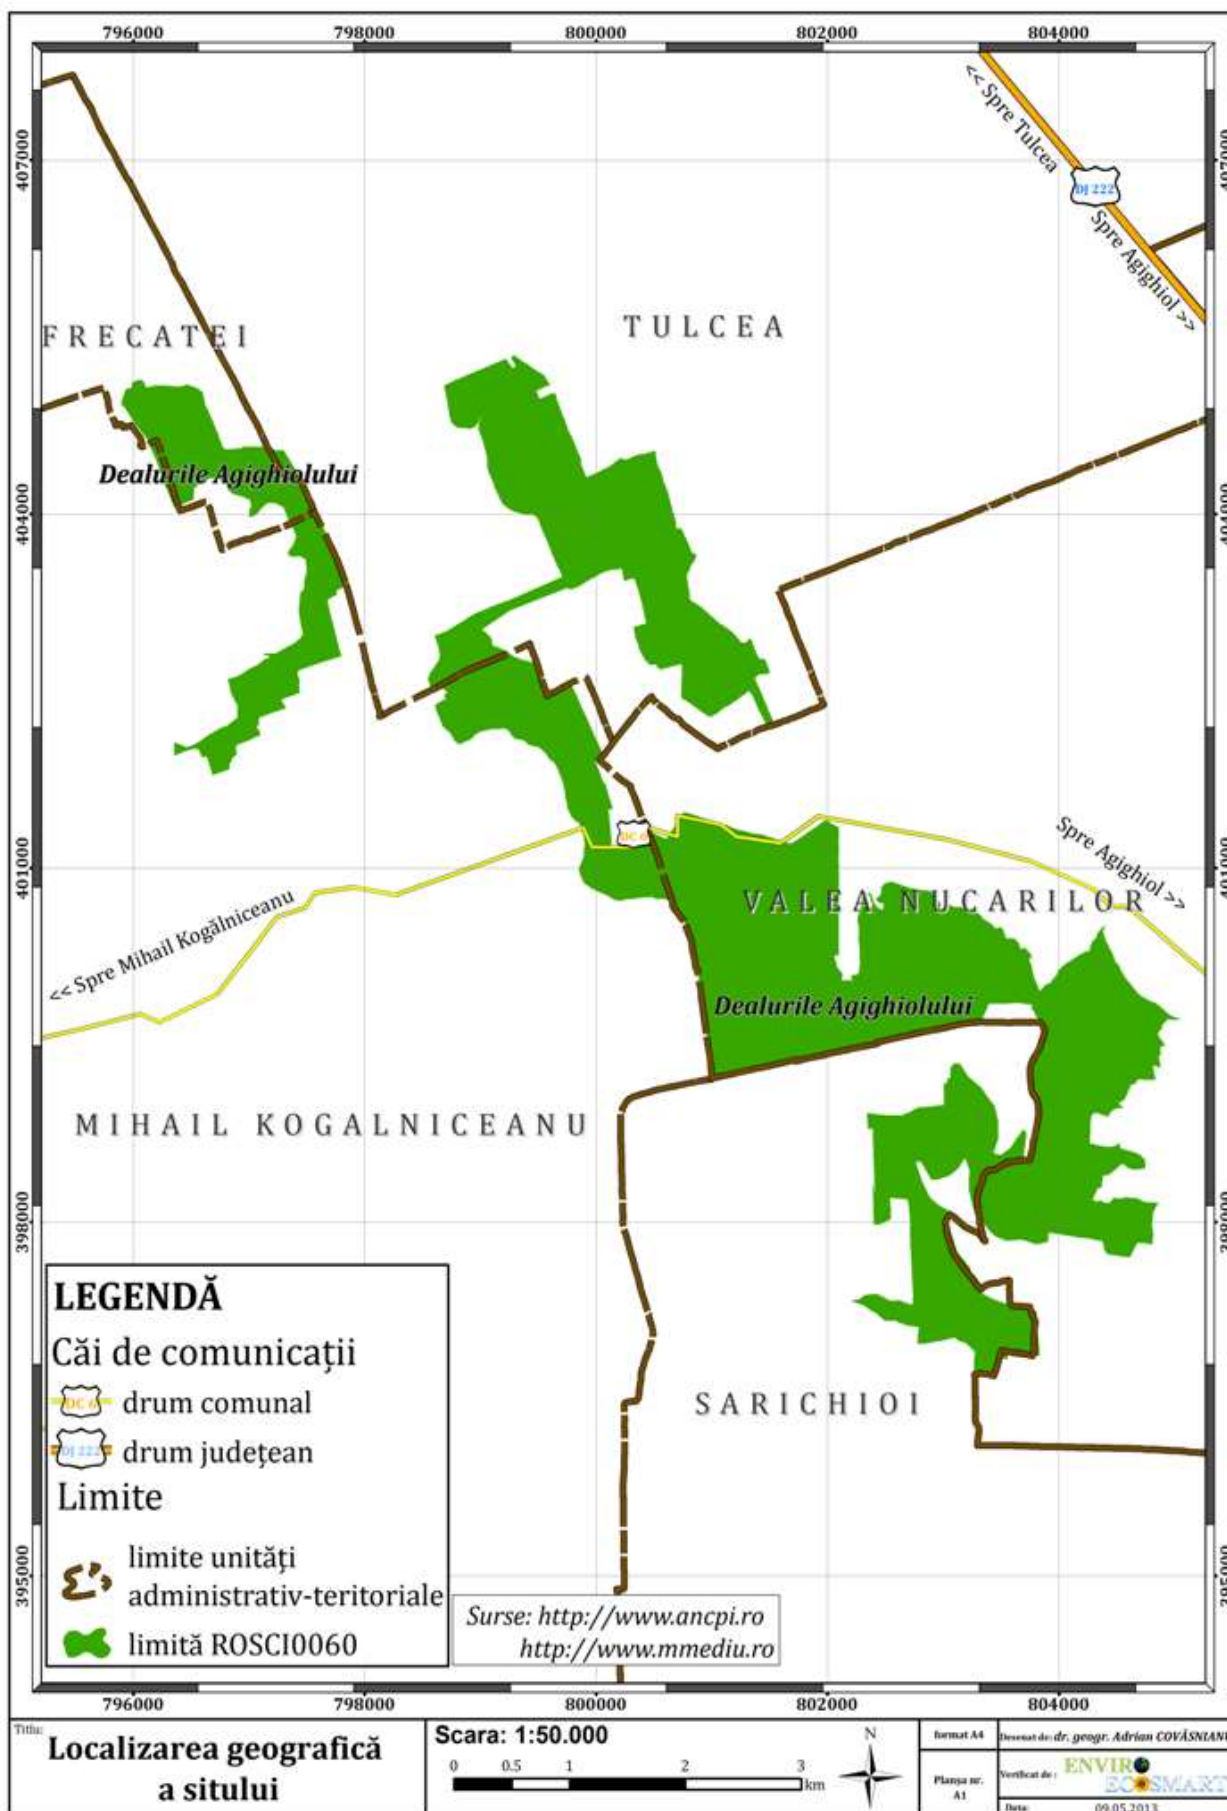 796000 798000 800000 802000 804000
407000
407000
<< Spre Tulcea
DJ 222
Spre Agighiol >>
FRECATEI
TULCEA
Dealurile Agighiolului
404000
404000
DC 6
Spre Agighiol >>
401000
401000
VALEA NUCARILOR
<< Spre Mihail Kogălniceanu
Dealurile Agighiolului
MIHAIL KOGALNICEANU
398000
398000
SARICHIOI
LEGENDĂ
Căi de comunicații
DC 6 drum comunal
DJ 222 drum județean
Limite
limite unități
administrativ-teritoriale
limită ROSCI0060
395000
395000
Surse: http://www.ancpi.ro
http://www.mmediu.ro
796000 798000 800000 802000 804000
Titlu:
Localizarea geografică
a sitului
Scara: 1:50.000
0 0.5 1 2 3
km
N
format A4
Planșa nr.
A1
Desenat de: dr. geogr. Adrian COVĂSNIANU
Verificat de :
ENVIRO
ECOSMART
Data: 09.05.2013